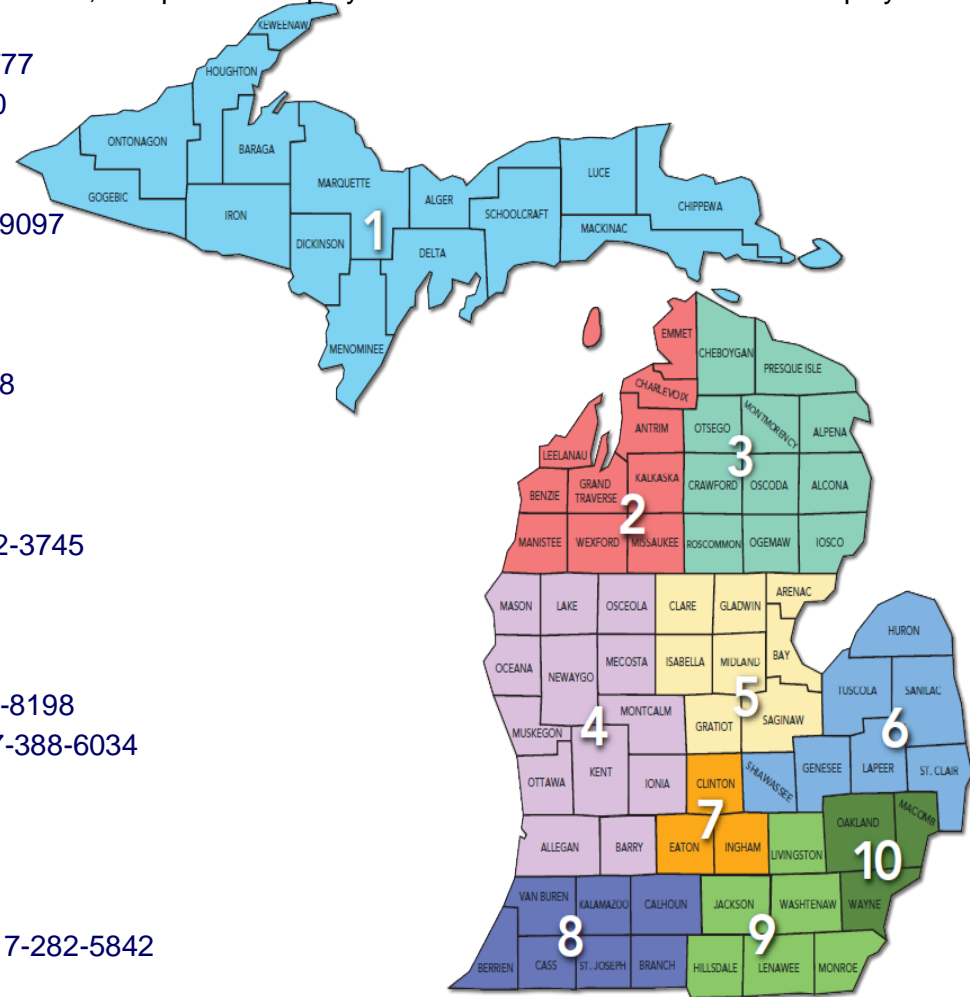 KEWEENAW
77
HOUGHTON
0
ONTONAGON
BARAGA
LUCE
MARQUETTE
GOGEBIC
ALGER
CHIPPEWA
IRON
SCHOOLCRAFT
9097
1
MACKINAC
DICKINSON
DELTA
EMMET
MENOMINEE
CHEBOYGAN
PRESQUE ISLE
8
CHARLEVOIX
MONTMORENCY
ANTRIM
OTSEGO
ALPENA
LEELANAU
3
KALKASKA
GRAND
TRAVERSE
BENZIE
CRAWFORD
OSCODA
ALCONA
2
MANISTEE
WEXFORD
MISSAUKEE
ROSCOMMON
OGEMAW
IOSCO
2-3745
ARENAC
MASON
LAKE
OSCEOLA
CLARE
GLADWIN
HURON
BAY
OCEANA
MECOSTA
ISABELLA
MIDLAND
NEWAYGO
TUSCOLA
SANILAC
5
-8198
MONTCALM
SAGINAW
GRATIOT
4
6
MUSKEGON
7-388-6034
GENESEE
LAPEER
ST. CLAIR
KENT
OTTAWA
IONIA
CLINTON
SHIAWASSEE
MACOMB
7
OAKLAND
ALLEGAN
BARRY
EATON
INGHAM
LIVINGSTON
10
VAN BUREN
KALAMAZOO
CALHOUN
JACKSON
WASHTENAW
WAYNE
8
9
7-282-5842
BERRIEN
CASS
ST. JOSEPH
BRANCH
HILLSDALE
LENAWEE
MONROE